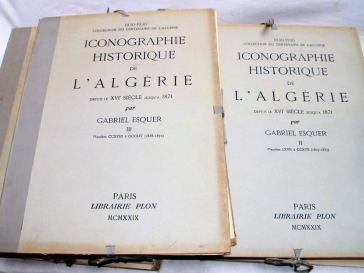 1830-1930
COLLECTION DU CENTENAIRE DE L'ALGÉRIE
ICONOGRAPHIE
HISTORIQUE
DE
L'ALGÉRIE
DEPUIS LE XVIe SIÈCLE JUSQU'A 1871
par
GABRIEL ESQUER
III
PARIS
LIBRAIRIE PLON
MCMXXIX
1830-1930
COLLECTION DU CENTENAIRE DE L'ALGÉRIE
ICONOGRAPHIE
HISTORIQUE
DE
L'ALGÉRIE
DEPUIS LE XVIe SIÈCLE JUSQU'A 1871
par
GABRIEL ESQUER
II
PARIS
LIBRAIRIE PLON
MCMXXIX